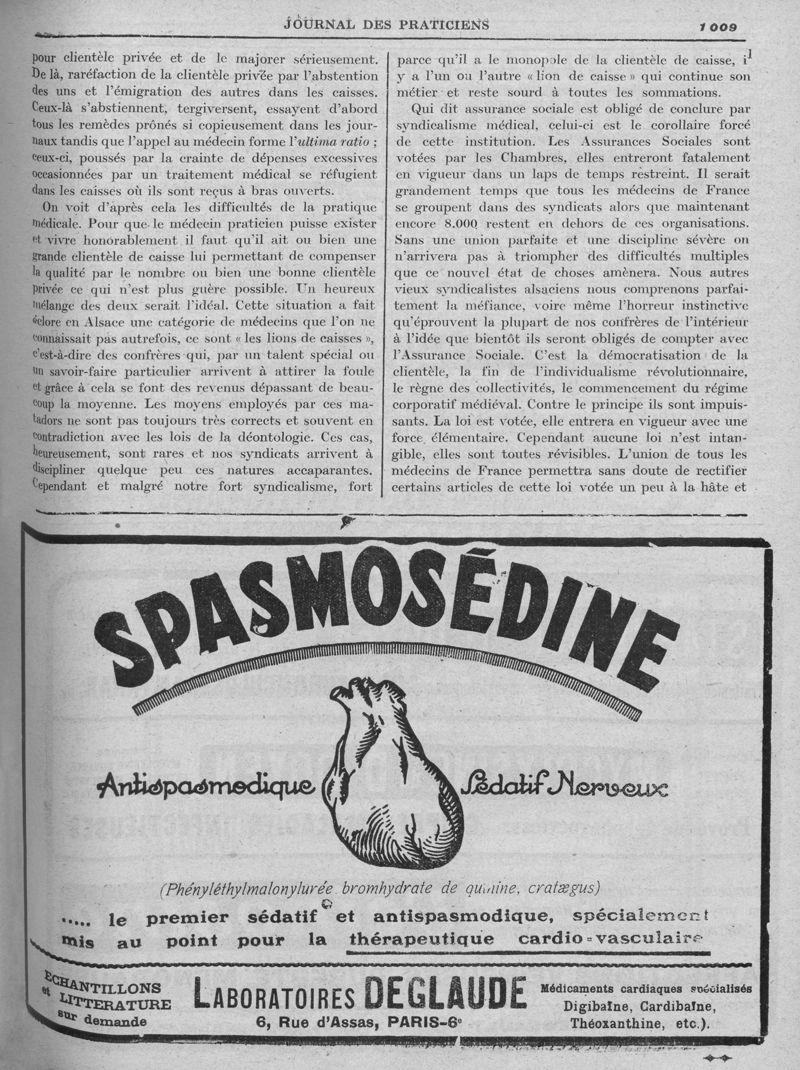 JOURNAL DES PRATICIENS
1009
pour clientèle privée et de le majorer sérieusement.
De là, raréfaction de la clientèle privée par l'abstention
des uns et l'émigration des autres dans les caisses.
Ceux-là s'abstiennent, tergiversent, essayent d'abord
tous les remèdes prônés si copieusement dans les jour-
naux tandis que l'appel au médecin forme l'ultima ratio ;
ceux-ci, poussés par la crainte de dépenses excessives
occasionnées par un traitement médical se réfugient
dans les caisses où ils sont reçus à bras ouverts.
On voit d'après cela les difficultés de la pratique
médicale. Pour que le médecin praticien puisse exister
et vivre honorablement il faut qu'il ait ou bien une
grande clientèle de caisse lui permettant de compenser
la qualité par le nombre ou bien une bonne clientèle
privée ce qui n'est plus guère possible. Un heureux
mélange des deux serait l'idéal. Cette situation a fait
éclore en Alsace une catégorie de médecins que l'on ne
connaissait pas autrefois, ce sont « les lions de caisses »,
c'est-à-dire des confrères qui, par un talent spécial ou
un savoir-faire particulier arrivent à attirer la foule
et grâce à cela se font des revenus dépassant de beau-
coup la moyenne. Les moyens employés par ces ma-
tadors ne sont pas toujours très corrects et souvent en
contradiction avec les lois de la déontologie. Ces cas,
heureusement, sont rares et nos syndicats arrivent à
discipliner quelque peu ces natures accaparantes.
Cependant et malgré notre fort syndicalisme, fort
parce qu'il a le monopole de la clientèle de caisse, il
y a l'un ou l'autre « lion de caisse » qui continue son
métier et reste sourd à toutes les sommations.
Qui dit assurance sociale est obligé de conclure par
syndicalisme médical, celui-ci est le corollaire forcé
de cette institution. Les Assurances Sociales sont
votées par les Chambres, elles entreront fatalement
en vigueur dans un laps de temps restreint. Il serait
grandement temps que tous les médecins de France
se groupent dans des syndicats alors que maintenant
encore 8.000 restent en dehors de ces organisations.
Sans une union parfaite et une discipline sévère on
n'arrivera pas à triompher des difficultés multiples
que ce nouvel état de choses amènera. Nous autres
vieux syndicalistes alsaciens nous comprenons parfai-
tement la méfiance, voire même l'horreur instinctive
qu'éprouvent la plupart de nos confrères de l'intérieur
à l'idée que bientôt ils seront obligés de compter avec
l'Assurance Sociale. C'est la démocratisation de la
clientèle, la fin de l'individualisme révolutionnaire,
le règne des collectivités, le commencement du régime
corporatif médiéval. Contre le principe ils sont impuis-
sants. La loi est votée, elle entrera en vigueur avec une
force élémentaire. Cependant aucune loi n'est intan-
gible, elles sont toutes révisibles. L'union de tous les
médecins de France permettra sans doute de rectifier
certains articles de cette loi votée un peu à la hâte et
SPASMOSÉDINE
Antispasmodique Sédatif Nerveux
(Phényléthylmalonylurée bromhydrate de quinine, cratægus)
..... le premier sédatif et antispasmodique, spécialement
mis au point pour la thérapeutique cardio-vasculaire
ECHANTILLONS
et LITTERATURE
sur demande
LABORATOIRES DEGLAUDE
6, Rue d'Assas, PARIS-6e
Médicaments cardiaques spécialisés
Digibaïne, Cardibaïne,
Théoxanthine, etc.).